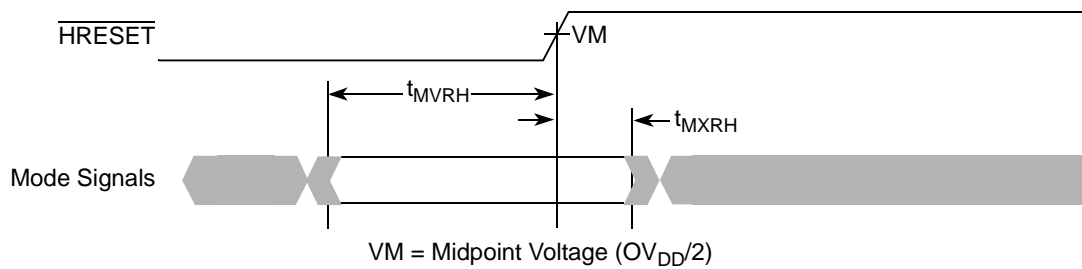 HRESET
VM
tMVRH
tMXRH
Mode Signals
VM = Midpoint Voltage (OVDD/2)